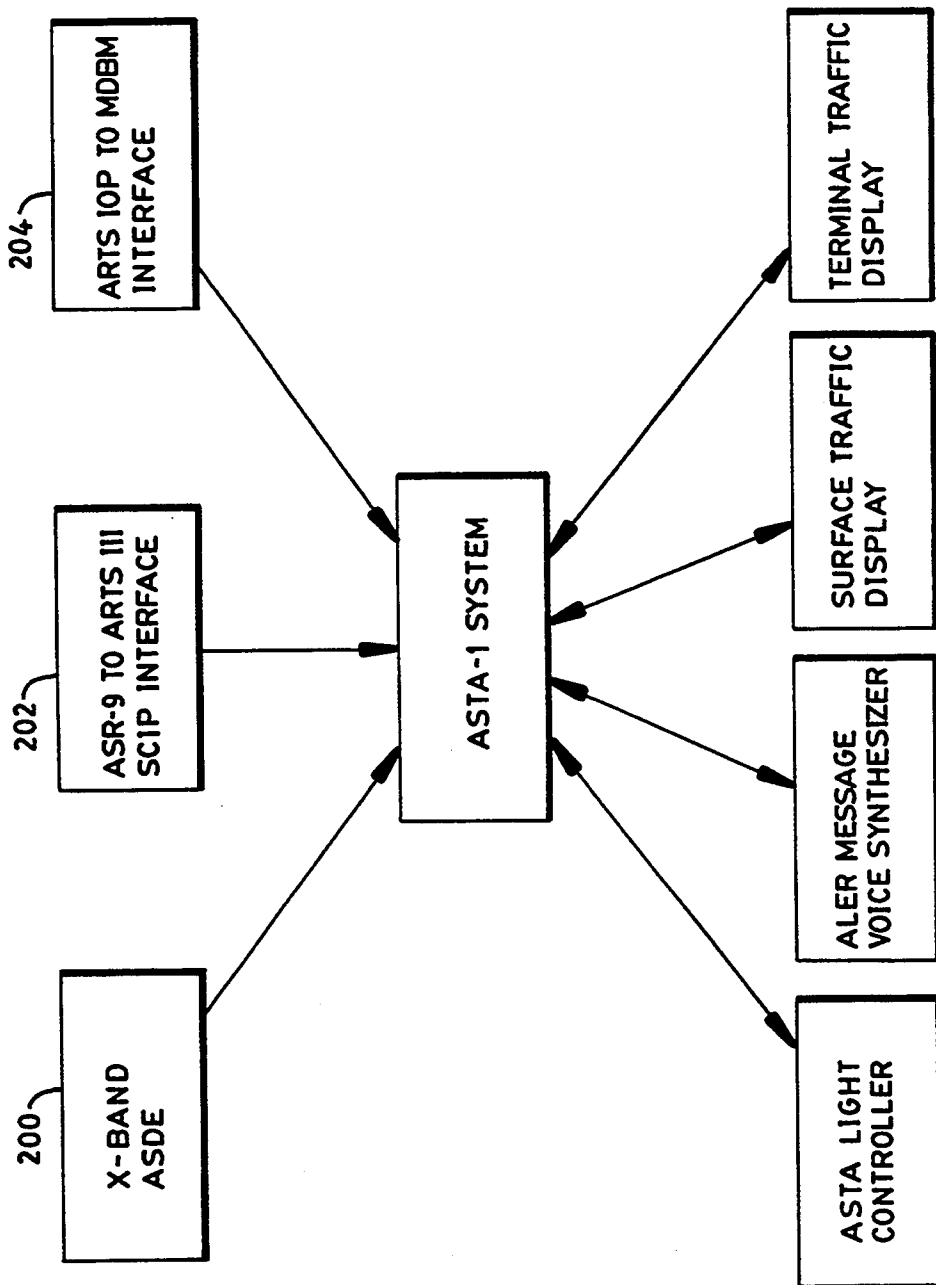 200
X-BAND
ASDE
202
ASR-9 TO ARTS III
SCIP INTERFACE
204
ARTS IOP TO MDBM
INTERFACE
ASTA-1 SYSTEM
ASTA LIGHT
CONTROLLER
ALER MESSAGE
VOICE SYNTHESIZER
SURFACE TRAFFIC
DISPLAY
TERMINAL TRAFFIC
DISPLAY